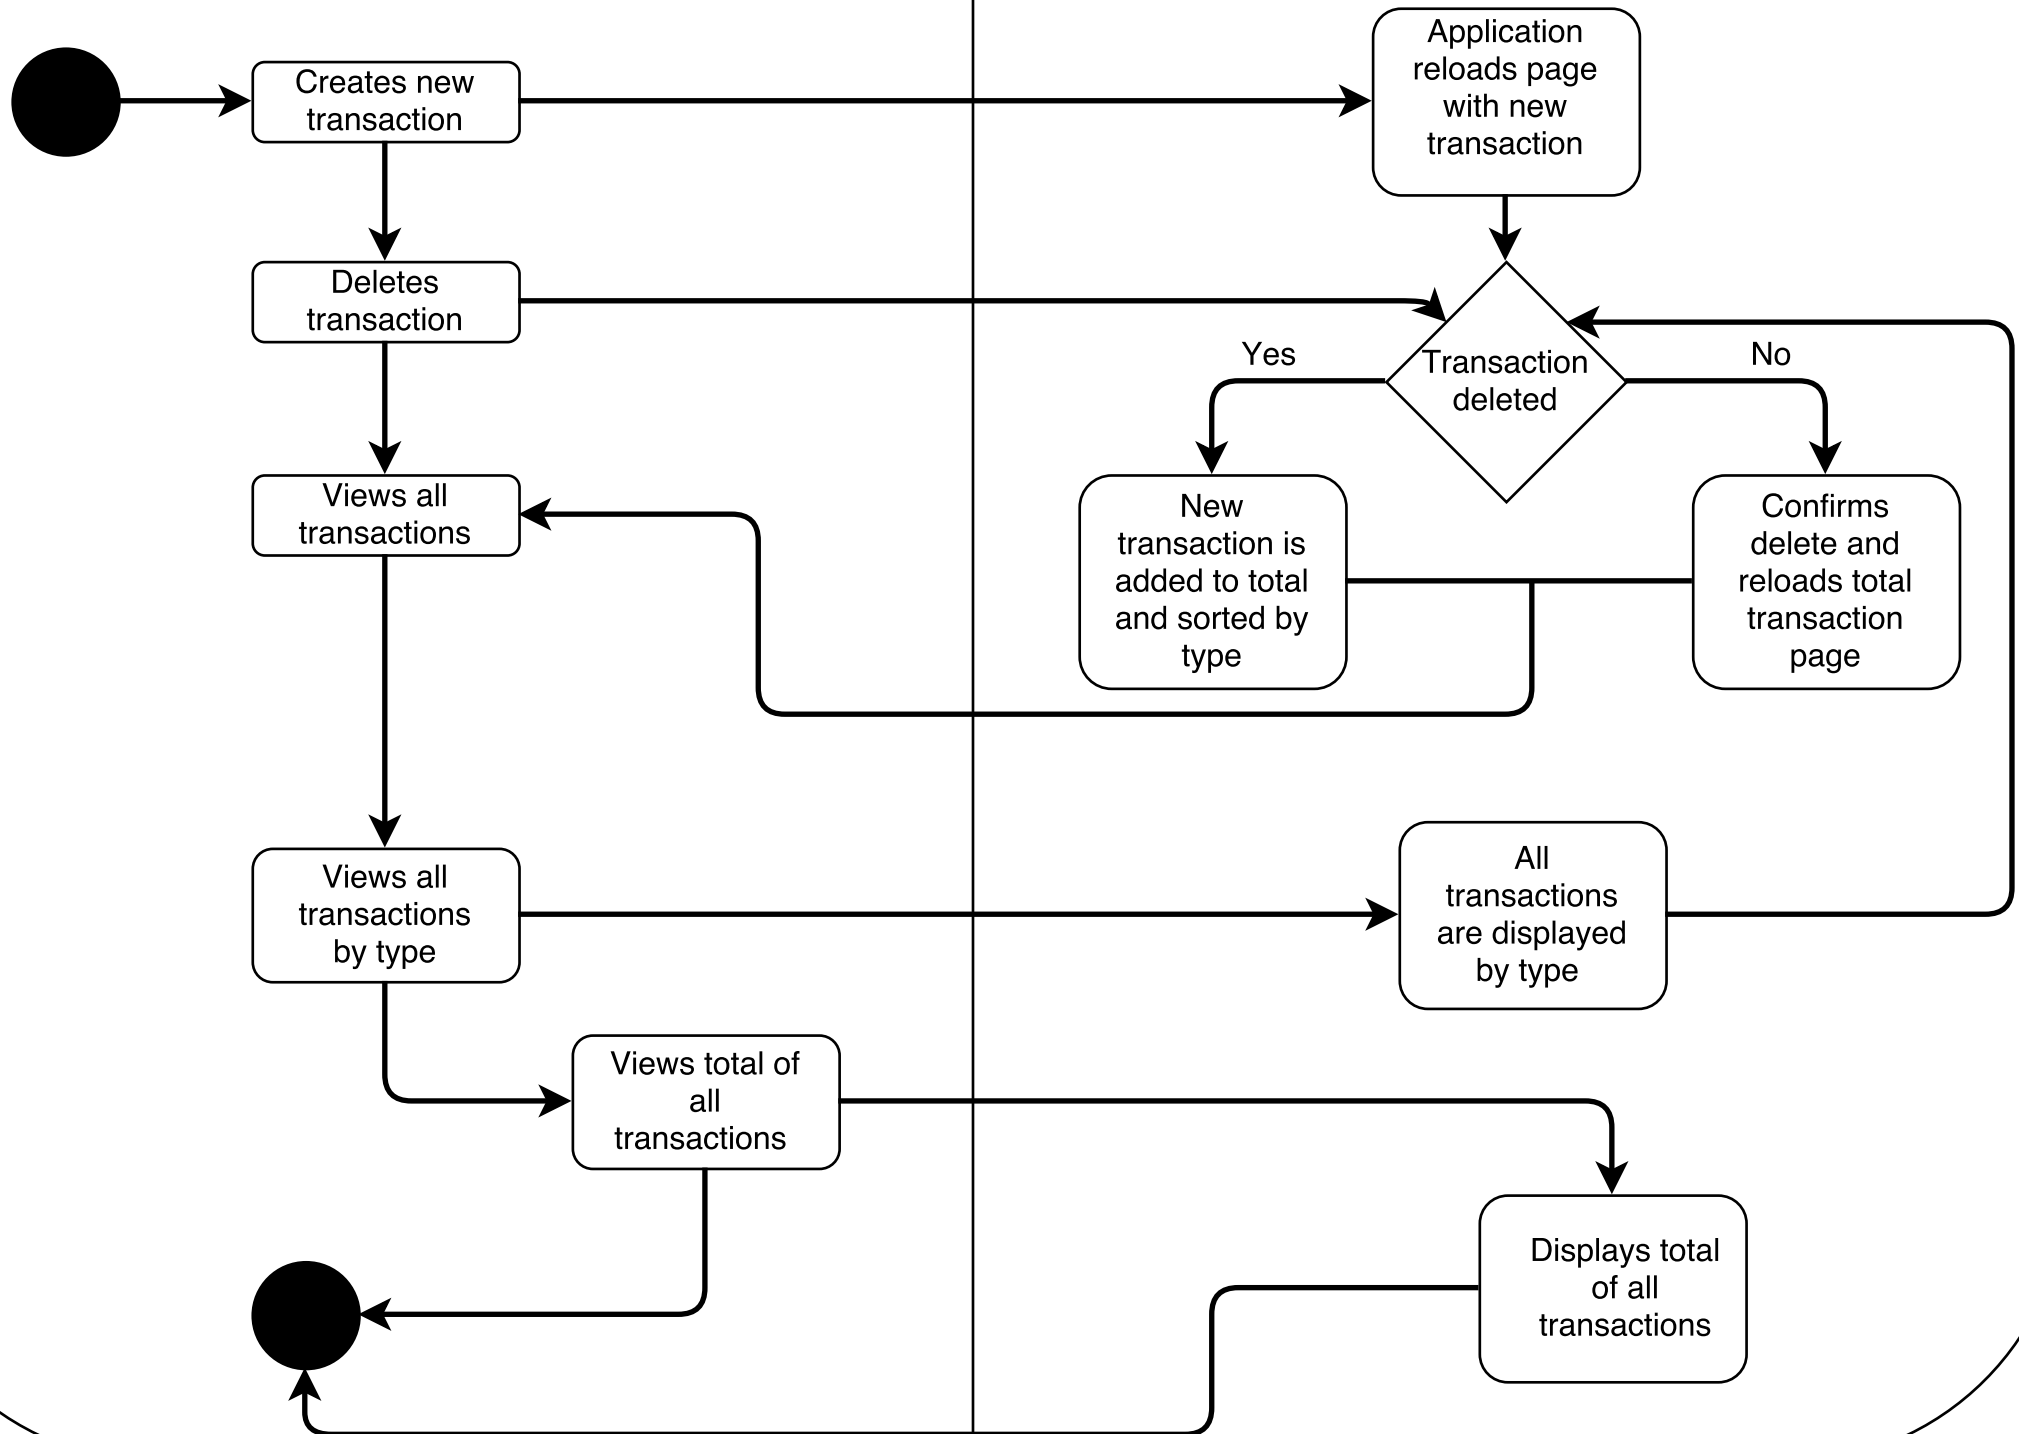 Creates new
transaction
Application
reloads page
with new
transaction
Deletes
transaction
Transaction
deleted
Yes
No
Views all
transactions
New
transaction is
added to total
and sorted by
type
Confirms
delete and
reloads total
transaction
page
Views all
transactions
by type
All
transactions
are displayed
by type
Views total of
all
transactions
Displays total
of all
transactions